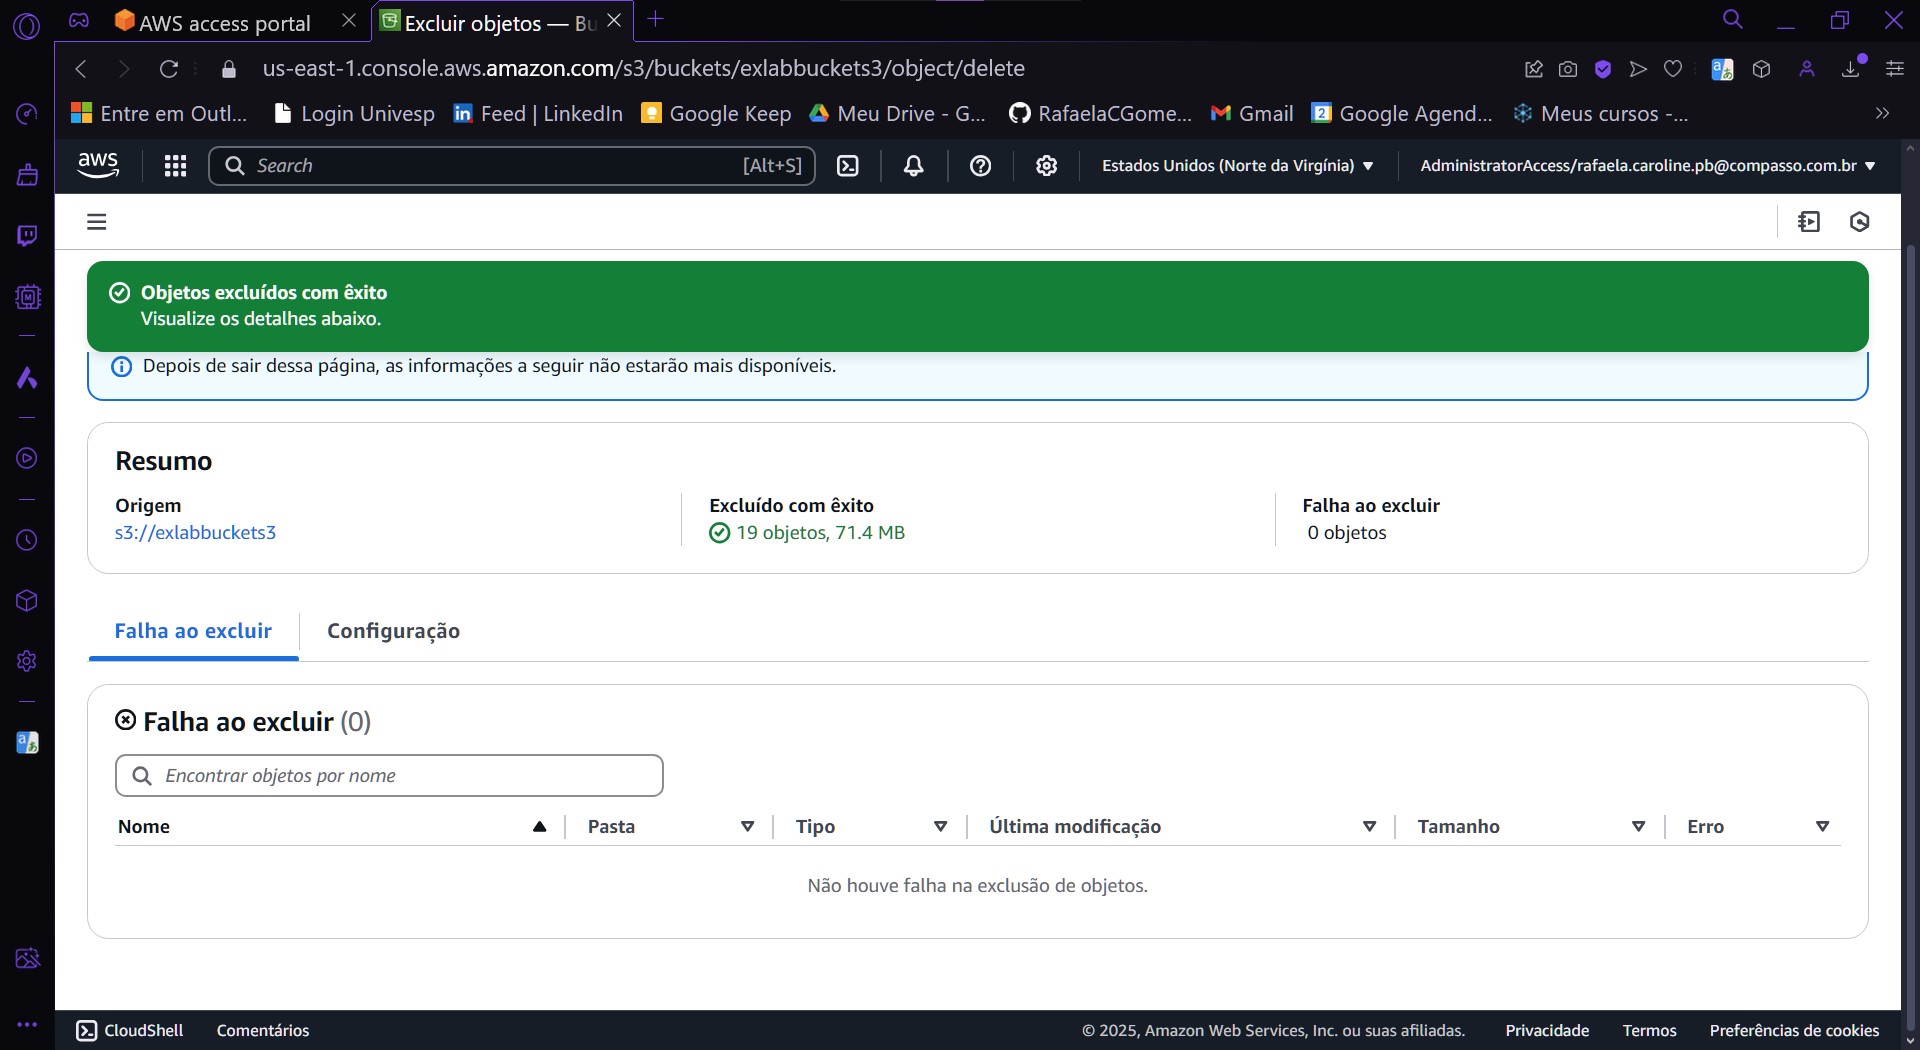 AWS access portal
Excluir objetos — Bu
us-east-1.console.aws.amazon.com/s3/buckets/exlabbuckets3/object/delete
Entre em Outl...
Login Univesp
Feed | LinkedIn
Google Keep
Meu Drive - G...
RafaelaCGome...
Gmail
Google Agend...
Meus cursos -...
aws
Search
[Alt+S]
Estados Unidos (Norte da Virgínia)
AdministratorAccess/rafaela.caroline.pb@compasso.com.br
Objetos excluídos com êxito
Visualize os detalhes abaixo.
Depois de sair dessa página, as informações a seguir não estarão mais disponíveis.
Resumo
Origem
s3://exlabbuckets3
Excluído com êxito
19 objetos, 71.4 MB
Falha ao excluir
0 objetos
Falha ao excluir
Configuração
Falha ao excluir (0)
Encontrar objetos por nome
Nome
Pasta
Tipo
Última modificação
Tamanho
Erro
Não houve falha na exclusão de objetos.
CloudShell
Comentários
© 2025, Amazon Web Services, Inc. ou suas afiliadas.
Privacidade
Termos
Preferências de cookies